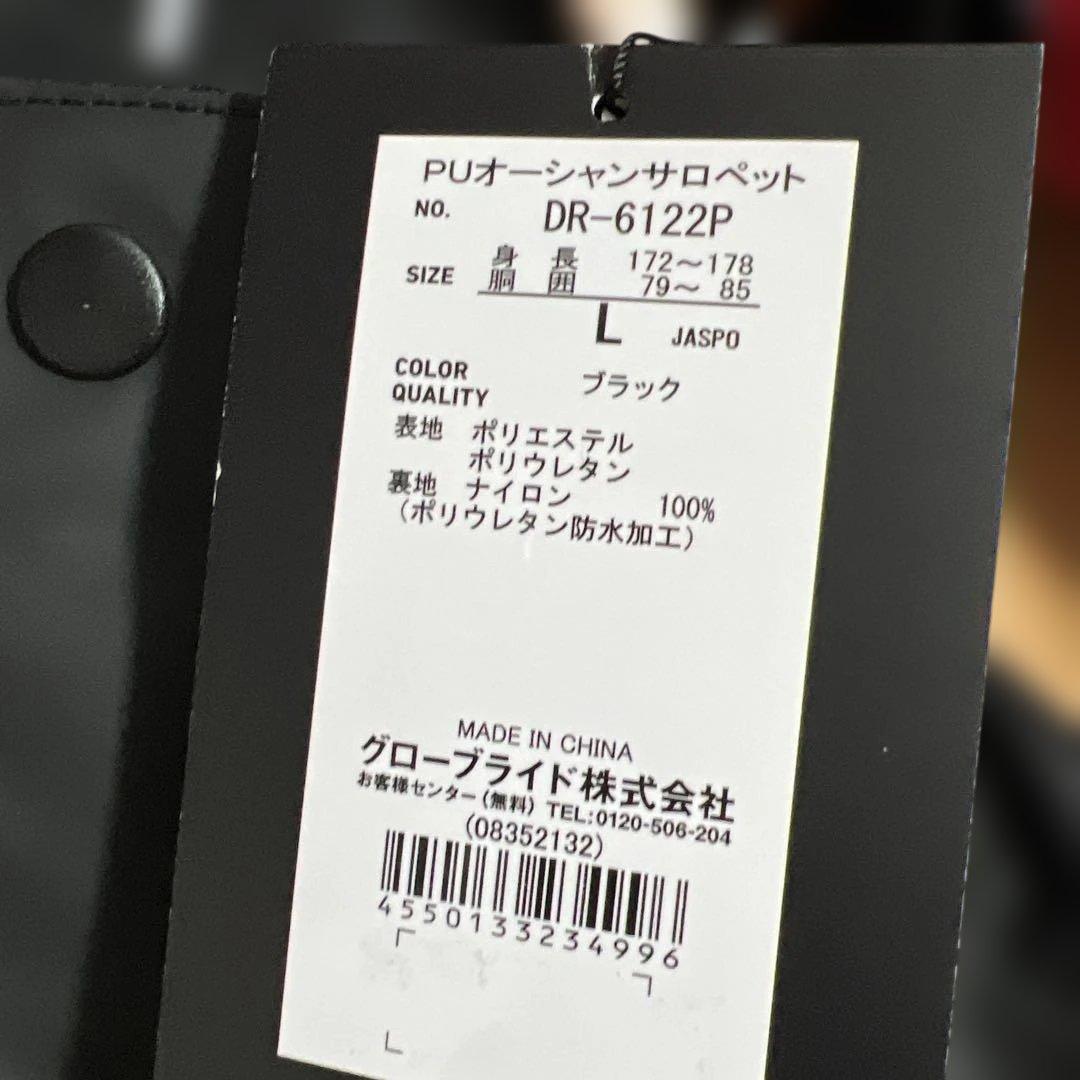 PUオーシャンサロペット
NO. DR-6122P
SIZE 身長 172～178
胴囲 79～ 85
L JASPO
COLOR ブラック
QUALITY
表地 ポリエステル
ポリウレタン
裏地 ナイロン 100%
(ポリウレタン防水加工)
MADE IN CHINA
グローブライド株式会社
お客様センター(無料) TEL:0120-506-204
(08352132)
4550133234996